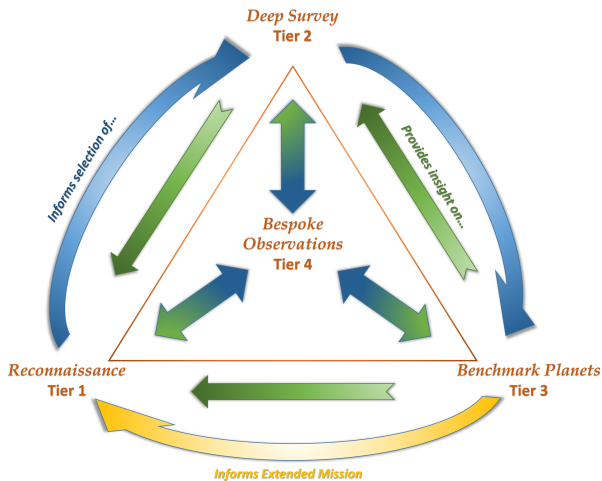 Deep Survey
Tier 2
Informs selection of...
Provides insight on...
Bespoke
Observations
Tier 4
Reconnaissance
Tier 1
Benchmark Planets
Tier 3
Informs Extended Mission